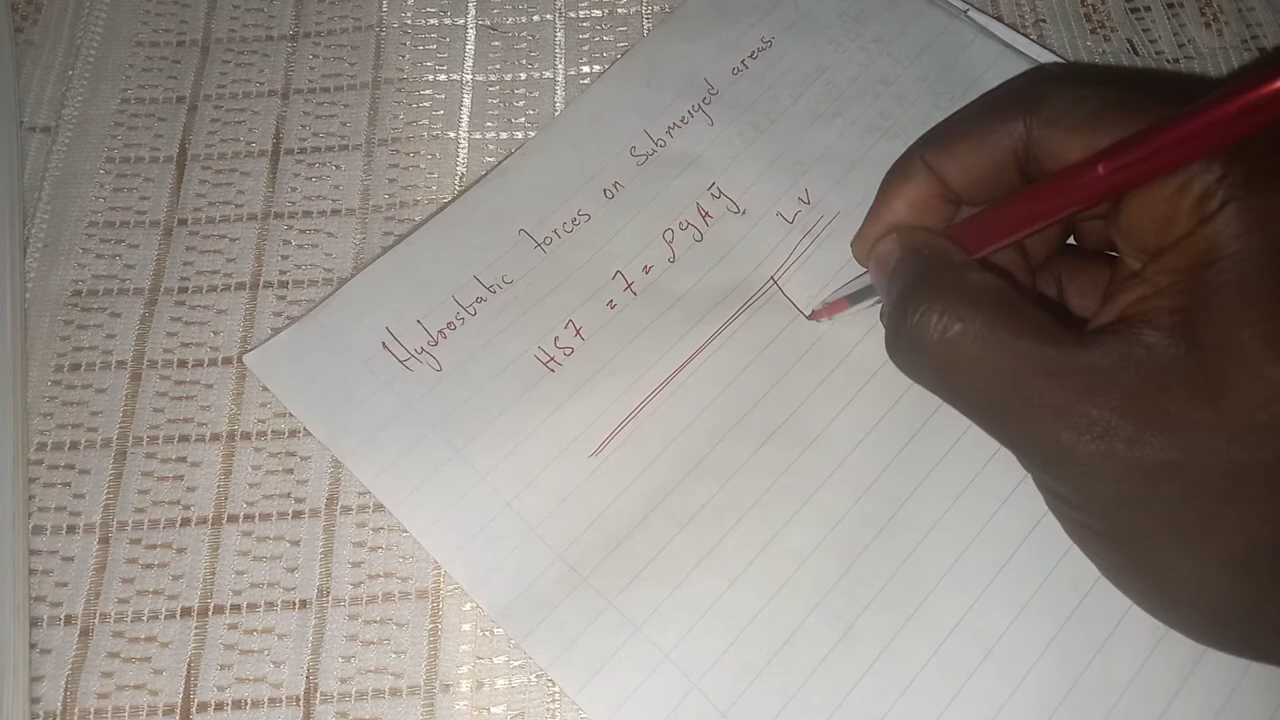 Hydrostatic forces on Submerged areas.
HSF = F = ρgAȳ
LV